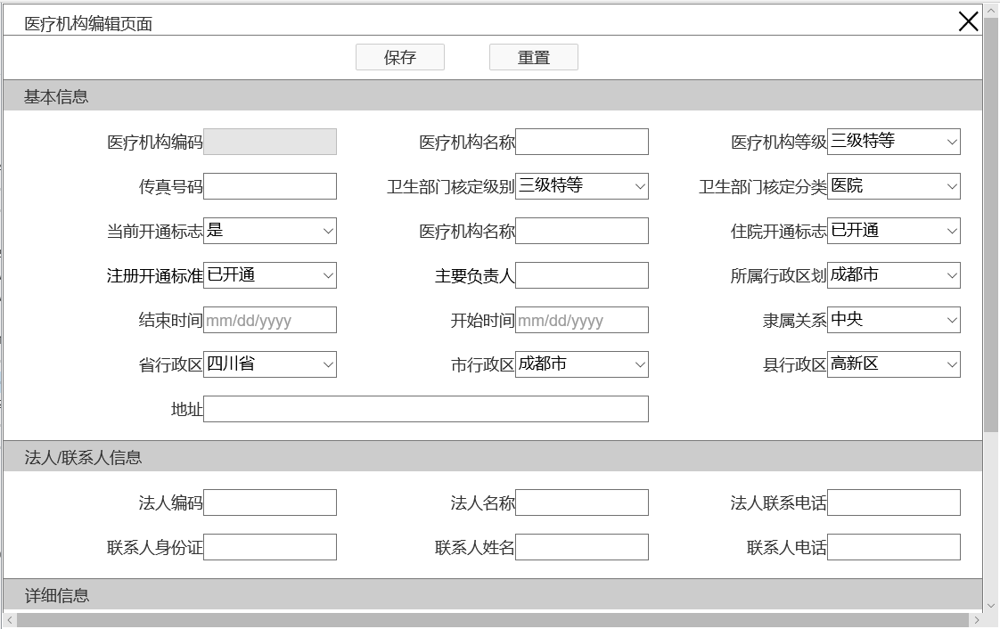 医疗机构编辑页面
保存 重置
基本信息
医疗机构编码 医疗机构名称 医疗机构等级 三级特等
传真号码 卫生部门核定级别 三级特等 卫生部门核定分类 医院
当前开通标志 是 医疗机构名称 住院开通标志 已开通
注册开通标准 已开通 主要负责人 所属行政区划 成都市
结束时间 mm/dd/yyyy 开始时间 mm/dd/yyyy 隶属关系 中央
省行政区 四川省 市行政区 成都市 县行政区 高新区
地址
法人/联系人信息
法人编码 法人名称 法人联系电话
联系人身份证 联系人姓名 联系人电话
详细信息